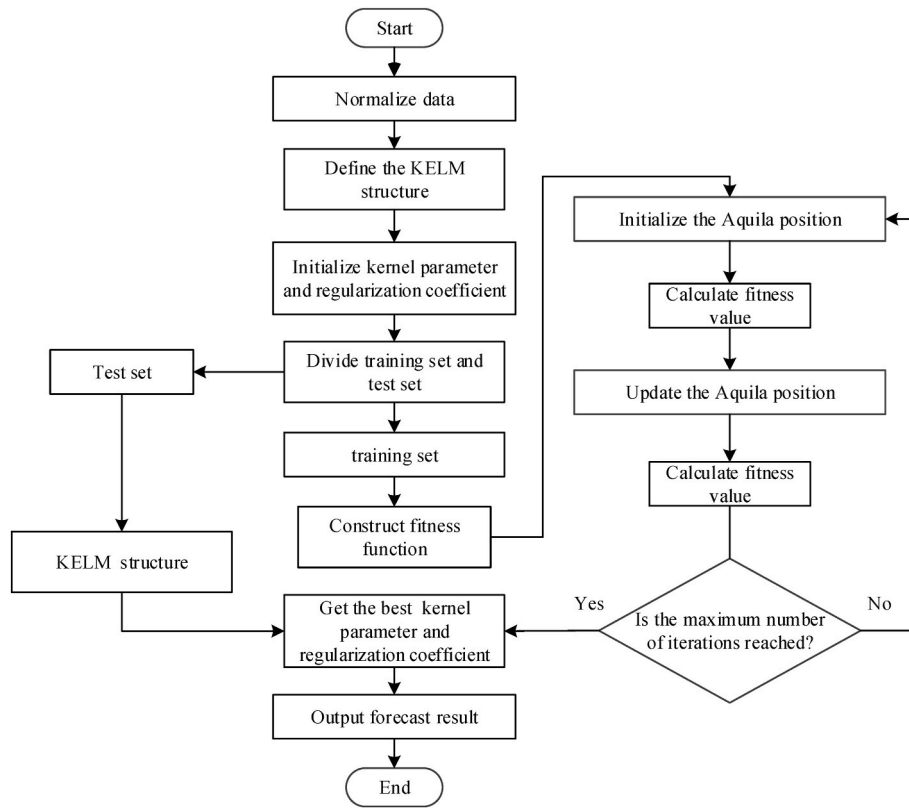 Start
Normalize data
Define the KELM
structure
Initialize kernel parameter
and regularization coefficient
Divide training set and
test set
Test set
training set
Construct fitness
function
KELM structure
Get the best kernel
parameter and
regularization coefficient
Output forecast result
End
Initialize the Aquila position
Calculate fitness
value
Update the Aquila position
Calculate fitness
value
Is the maximum number
of iterations reached?
Yes
No